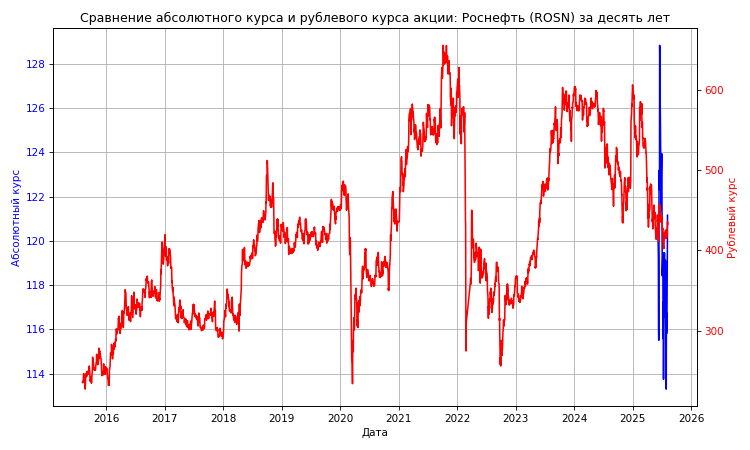 Сравнение абсолютного курса и рублевого курса акции: Роснефть (ROSN) за десять лет
128
126
124
122
120
118
116
114
Абсолютный курс
600
500
400
300
Рублевый курс
2016 2017 2018 2019 2020 2021 2022 2023 2024 2025 2026
Дата